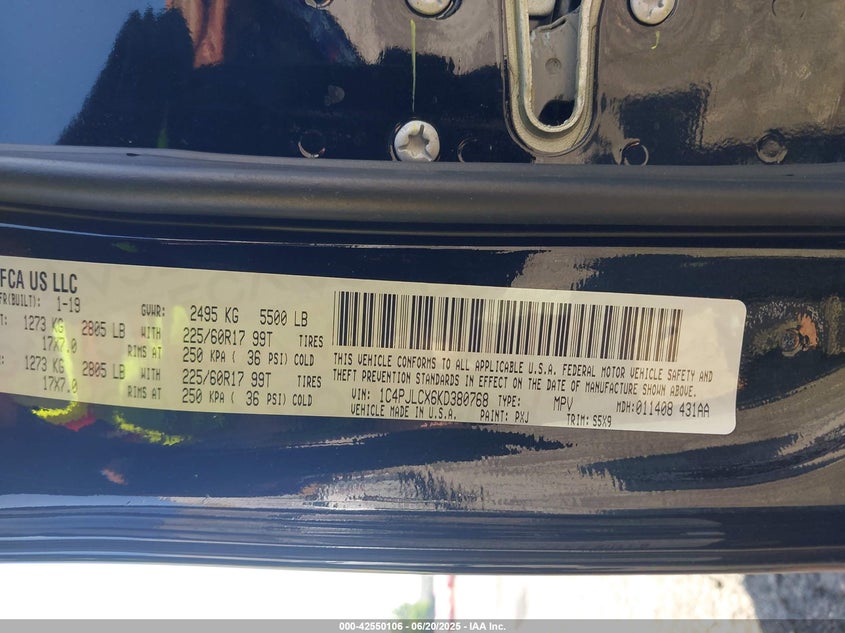 FCA US LLC
FR(BUILT): 1-19 GVWR: 2495 KG 5500 LB
1273 KG 2805 LB WITH 225/60R17 99T TIRES
17X7.0 RIMS AT 250 KPA ( 36 PSI) COLD
1273 KG 2805 LB WITH 225/60R17 99T TIRES
17X7.0 RIMS AT 250 KPA ( 36 PSI) COLD
THIS VEHICLE CONFORMS TO ALL APPLICABLE U.S.A. FEDERAL MOTOR VEHICLE SAFETY AND
THEFT PREVENTION STANDARDS IN EFFECT ON THE DATE OF MANUFACTURE SHOWN ABOVE.
VIN: 1C4PJLCX6KD380768 TYPE: MPV MDH:011408 431AA
VEHICLE MADE IN U.S.A. PAINT: PXJ TRIM: S5X9
000-42550106 - 06/20/2025 - IAA Inc.